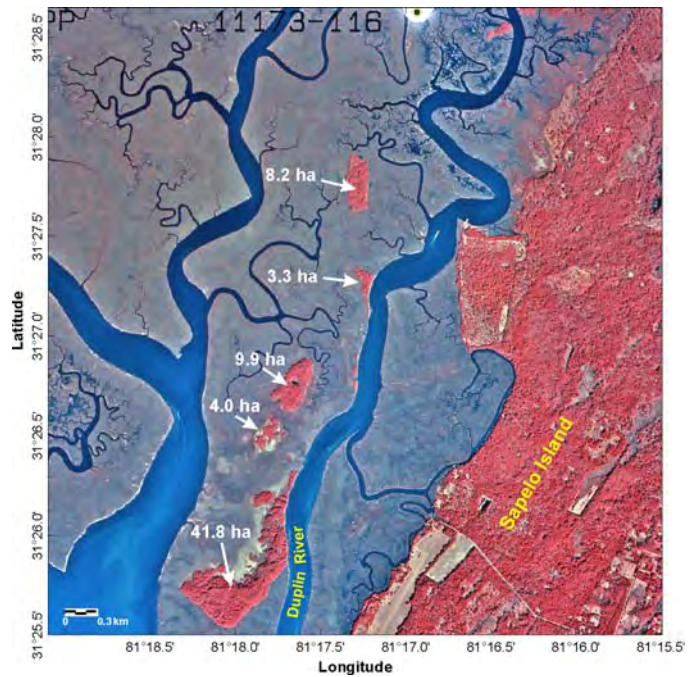 PP 11173-116
31°28.5'
31°28.0'
31°27.5'
31°27.0'
31°26.5'
31°26.0'
31°25.5'
Latitude
8.2 ha
3.3 ha
9.9 ha
4.0 ha
41.8 ha
Sapelo Island
Duplin River
0 0.3 km
81°18.5' 81°18.0' 81°17.5' 81°17.0' 81°16.5' 81°16.0' 81°15.5'
Longitude